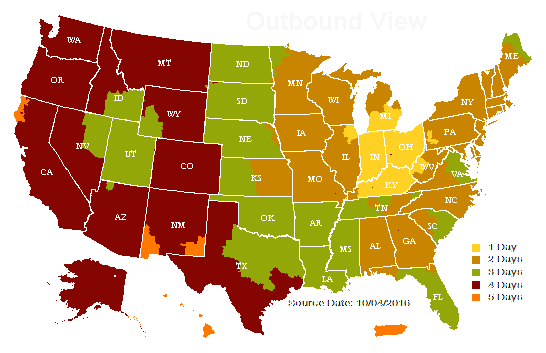 Outbound View
WA
MT
ND
ME
OR
MN
ID
SD
WI
NY
WY
MI
IA
PA
NE
NV
OH
IL
IN
UT
CO
WV
VA
CA
KS
MO
KY
NC
TN
OK
AR
SC
AZ
NM
MS
AL
GA
TX
LA
FL
1 Day
2 Days
3 Days
4 Days
5 Days
Source Date: 10/04/2016